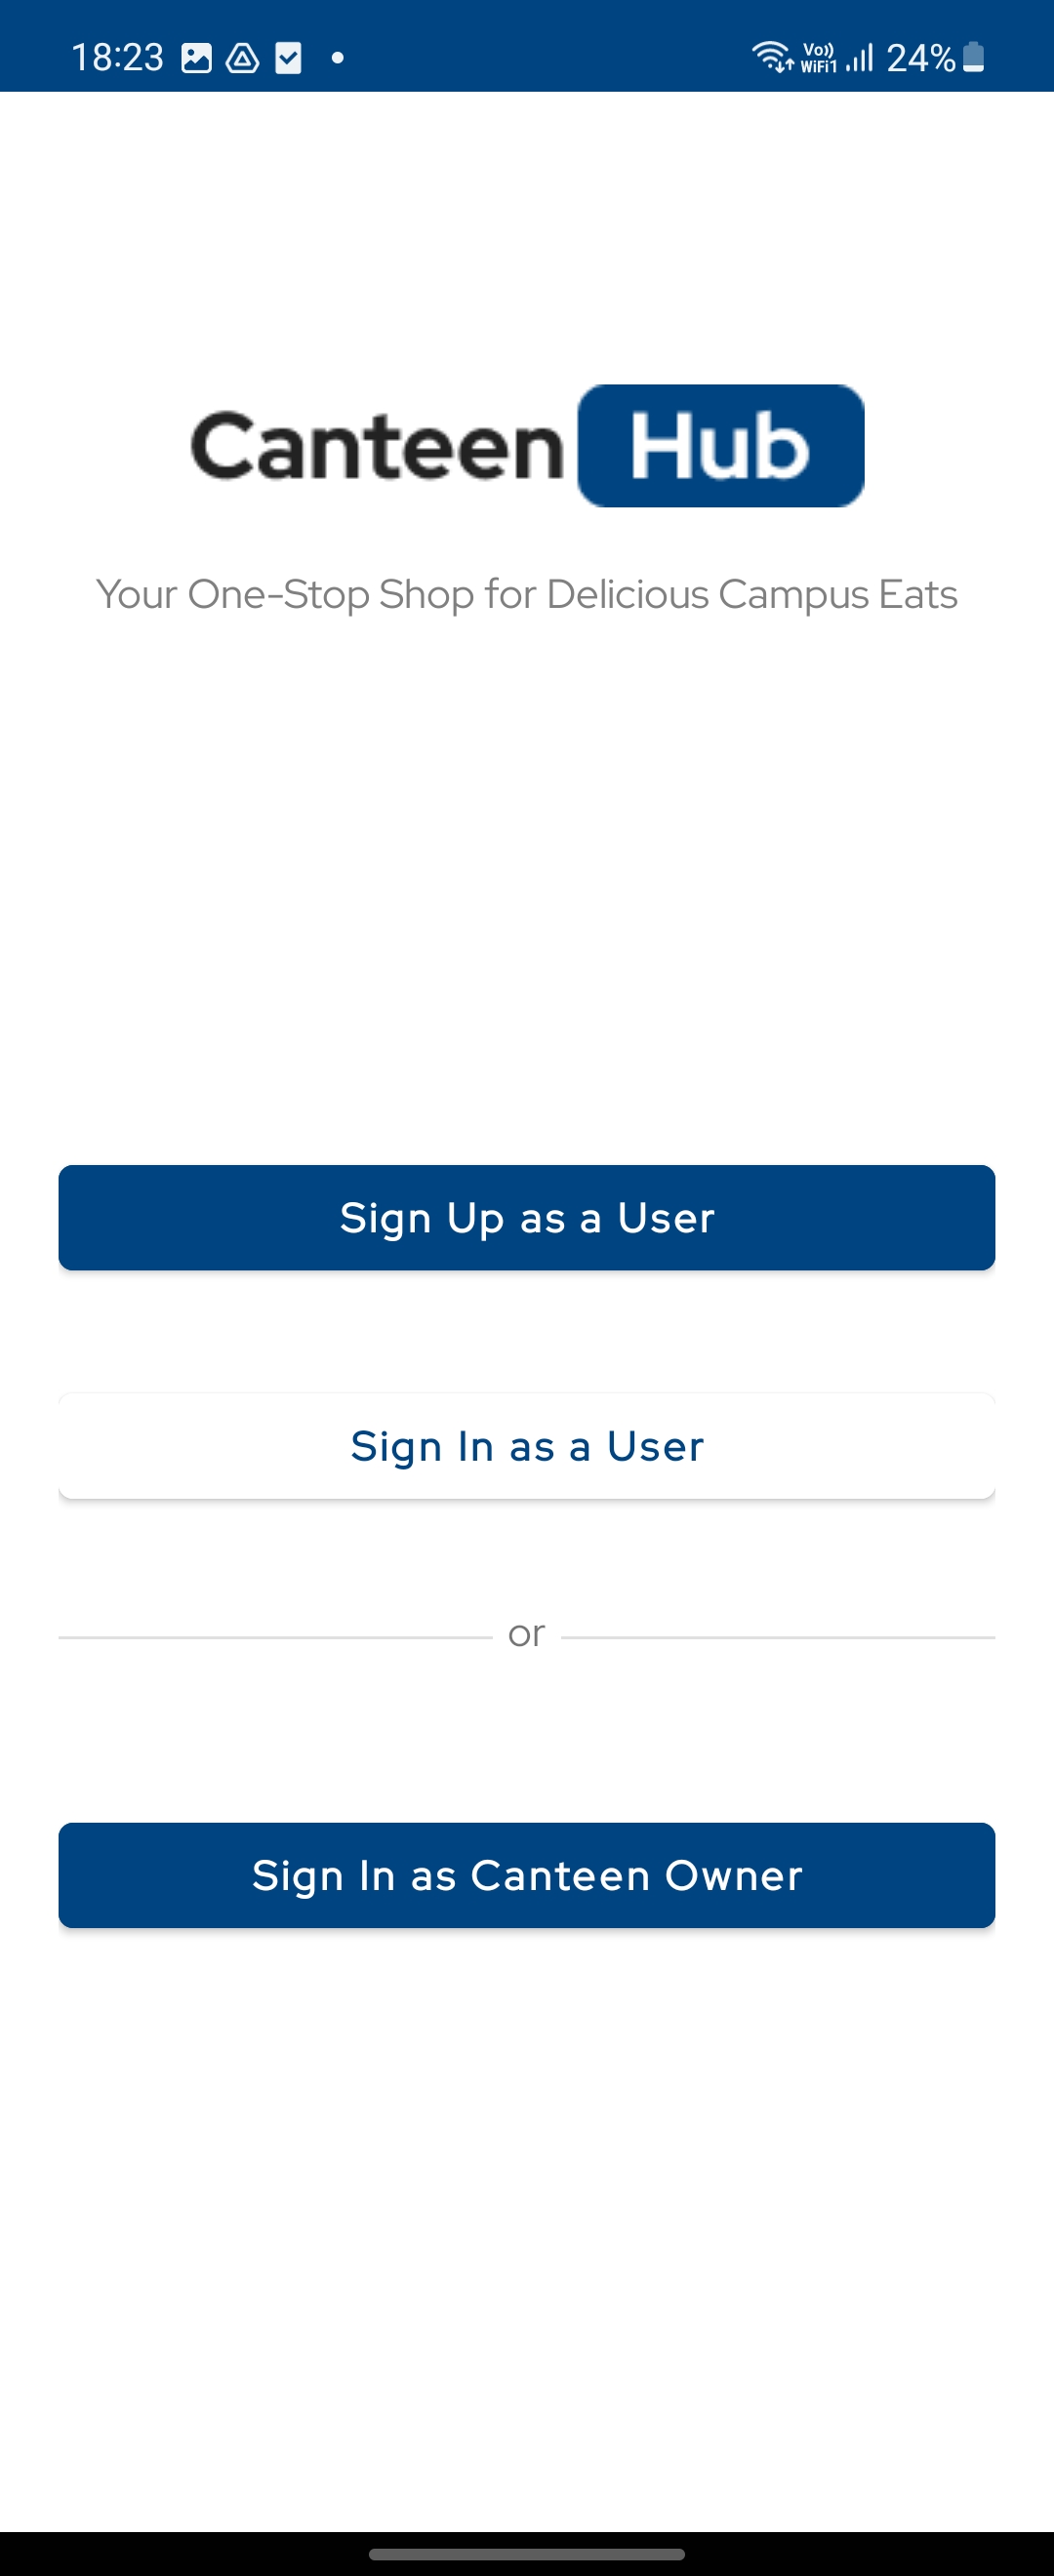 18:23
Vo))
WiFi1
24%
Canteen Hub
Your One-Stop Shop for Delicious Campus Eats
Sign Up as a User
Sign In as a User
or
Sign In as Canteen Owner